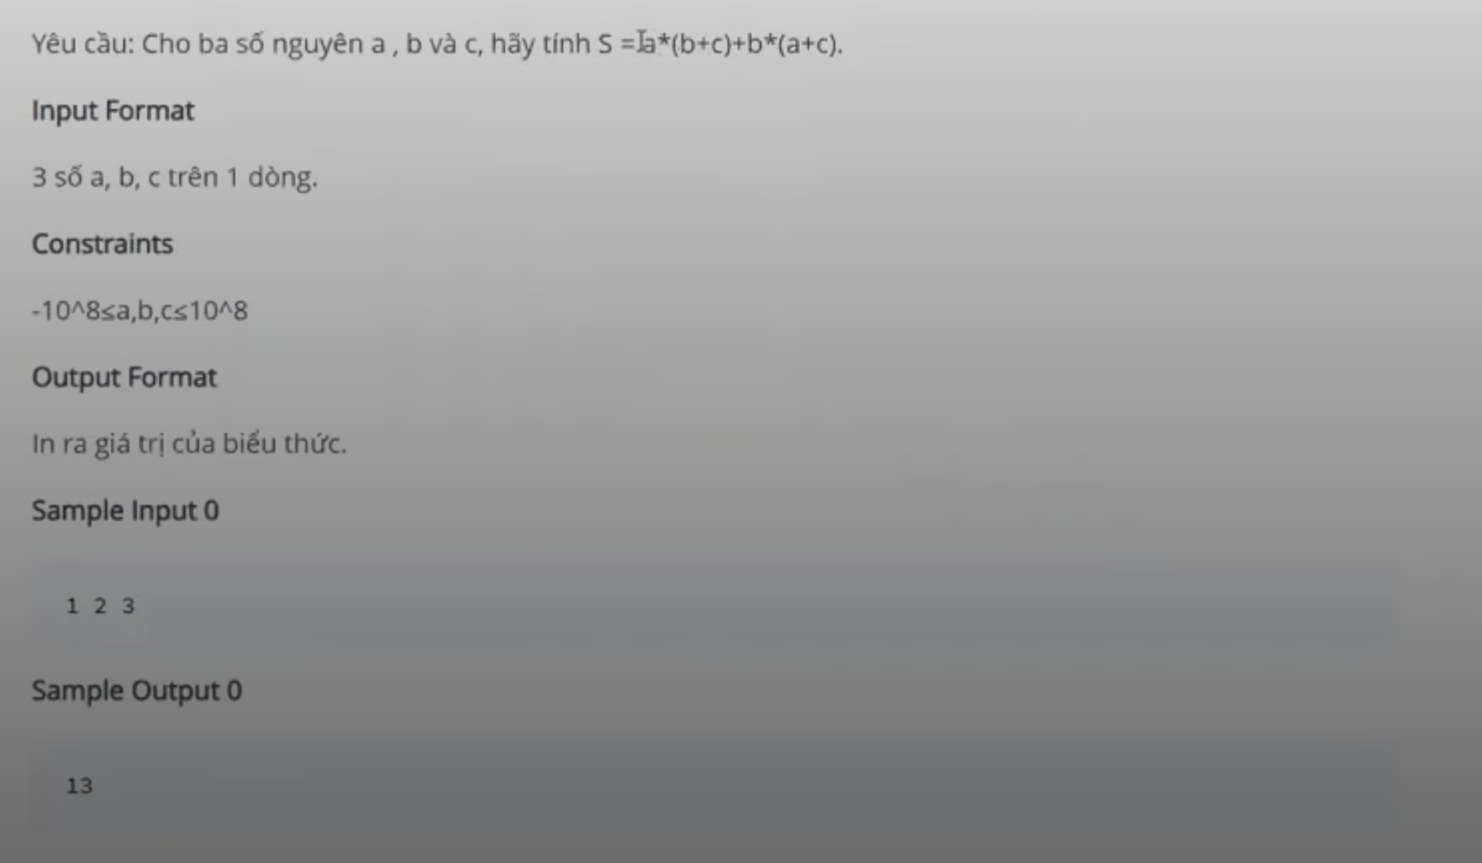 Yêu cầu: Cho ba số nguyên a , b và c, hãy tính S =a*(b+c)+b*(a+c).
Input Format
3 số a, b, c trên 1 dòng.
Constraints
-10^8≤a,b,c≤10^8
Output Format
In ra giá trị của biểu thức.
Sample Input 0
1 2 3
Sample Output 0
13